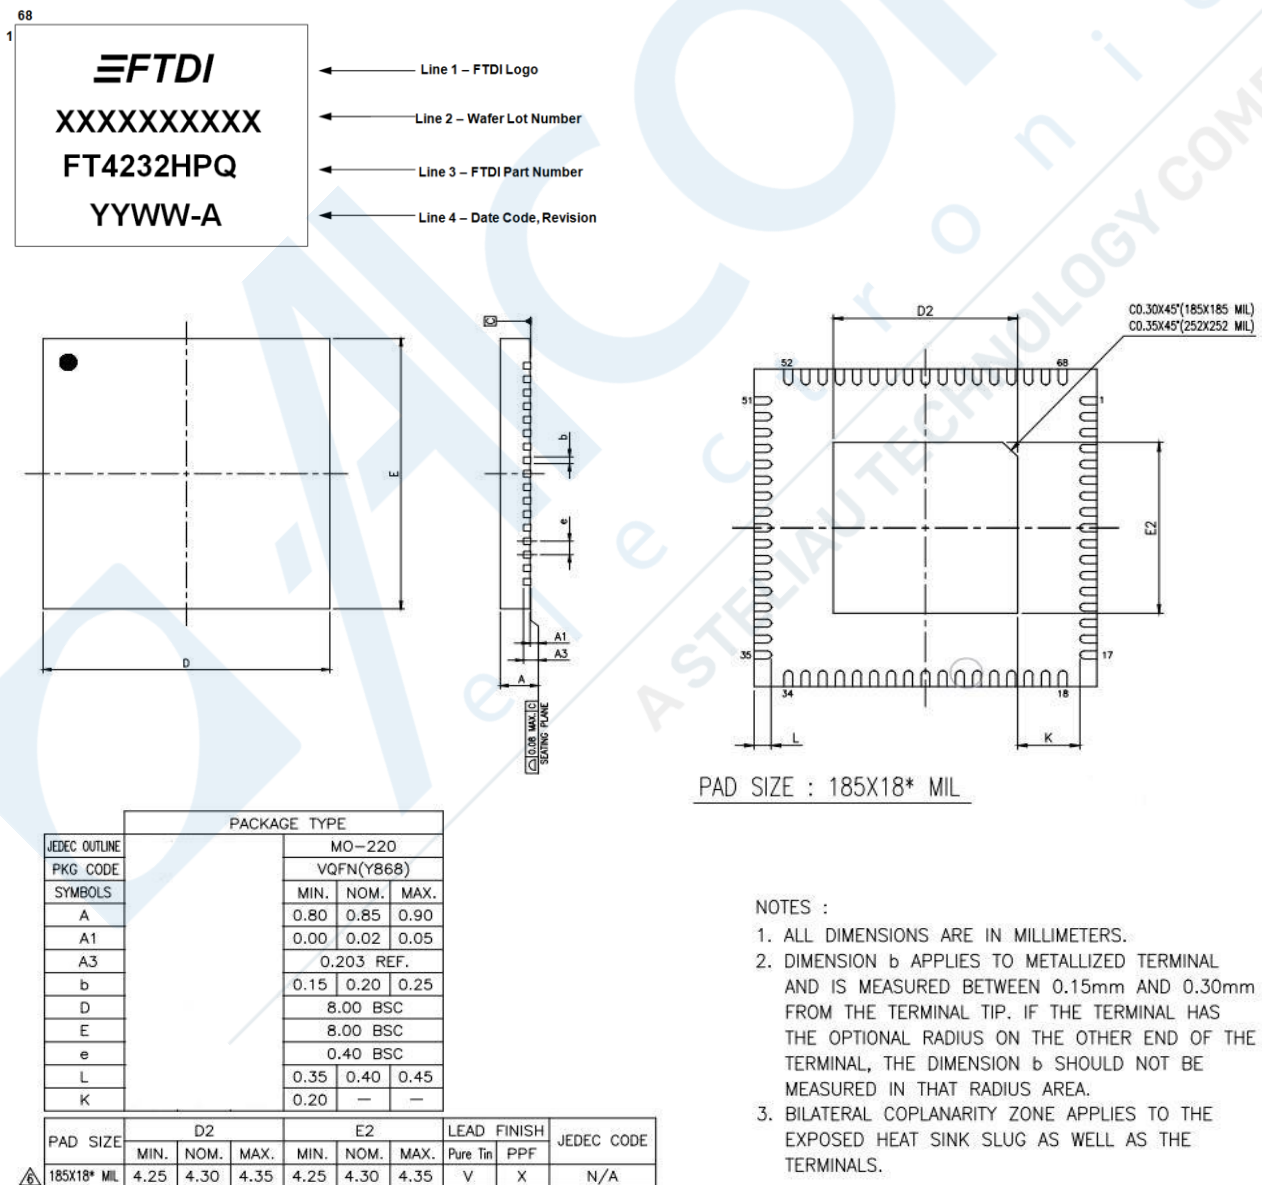 68
1
FTDI
Line 1 – FTDI Logo
XXXXXXXXXX
Line 2 – Wafer Lot Number
FT4232HPQ
Line 3 – FTDI Part Number
YYWW-A
Line 4 – Date Code, Revision
C
b
e
E
D
A1
A3
A
0.08 MAX. C
SEATING PLANE
D2
C0.30X45°(185X185 MIL)
C0.35X45°(252X252 MIL)
52
68
51
1
E2
35
17
34
18
L
K
PAD SIZE : 185X18* MIL
PACKAGE TYPE
JEDEC OUTLINE MO-220
PKG CODE VQFN(Y868)
SYMBOLS MIN. NOM. MAX.
A 0.80 0.85 0.90
A1 0.00 0.02 0.05
A3 0.203 REF.
b 0.15 0.20 0.25
D 8.00 BSC
E 8.00 BSC
e 0.40 BSC
L 0.35 0.40 0.45
K 0.20 — —
PAD SIZE D2 E2 LEAD FINISH JEDEC CODE
MIN. NOM. MAX. MIN. NOM. MAX. Pure Tin PPF
6 185X18* MIL 4.25 4.30 4.35 4.25 4.30 4.35 V X N/A
NOTES :
1. ALL DIMENSIONS ARE IN MILLIMETERS.
2. DIMENSION b APPLIES TO METALLIZED TERMINAL
AND IS MEASURED BETWEEN 0.15mm AND 0.30mm
FROM THE TERMINAL TIP. IF THE TERMINAL HAS
THE OPTIONAL RADIUS ON THE OTHER END OF THE
TERMINAL, THE DIMENSION b SHOULD NOT BE
MEASURED IN THAT RADIUS AREA.
3. BILATERAL COPLANARITY ZONE APPLIES TO THE
EXPOSED HEAT SINK SLUG AS WELL AS THE
TERMINALS.
electroni
A STELIAU TECHNOLOGY